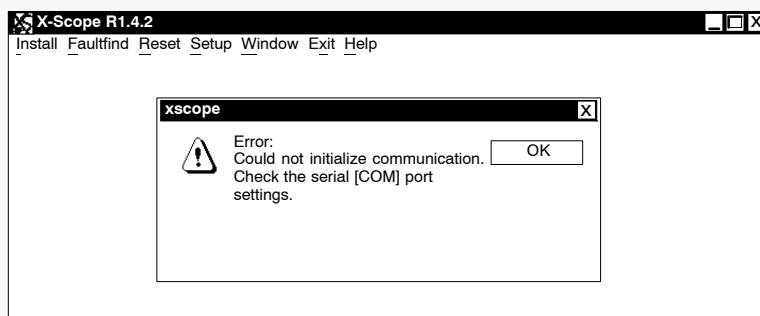 X-Scope R1.4.2
Install Faultfind Reset Setup Window Exit Help
xscope
X
Error:
Could not initialize communication.
Check the serial [COM] port
settings.
OK